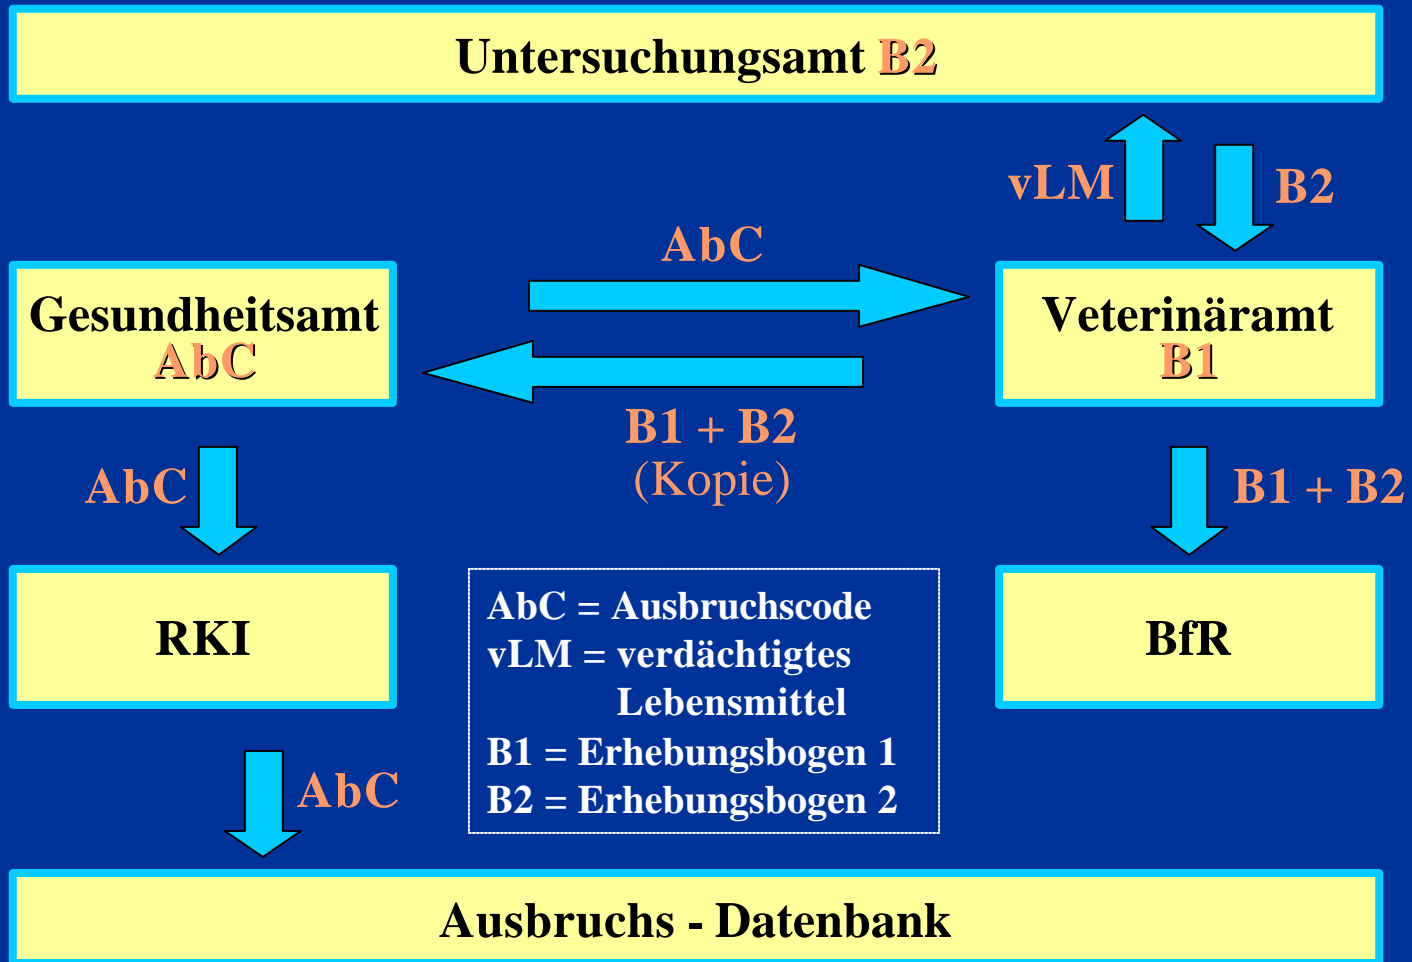 Untersuchungsamt B2
vLM
B2
AbC
Gesundheitsamt
AbC
Veterinäramt
B1
B1 + B2
(Kopie)
AbC
B1 + B2
RKI
AbC = Ausbruchscode
vLM = verdächtigtes
Lebensmittel
B1 = Erhebungsbogen 1
B2 = Erhebungsbogen 2
BfR
AbC
Ausbruchs - Datenbank